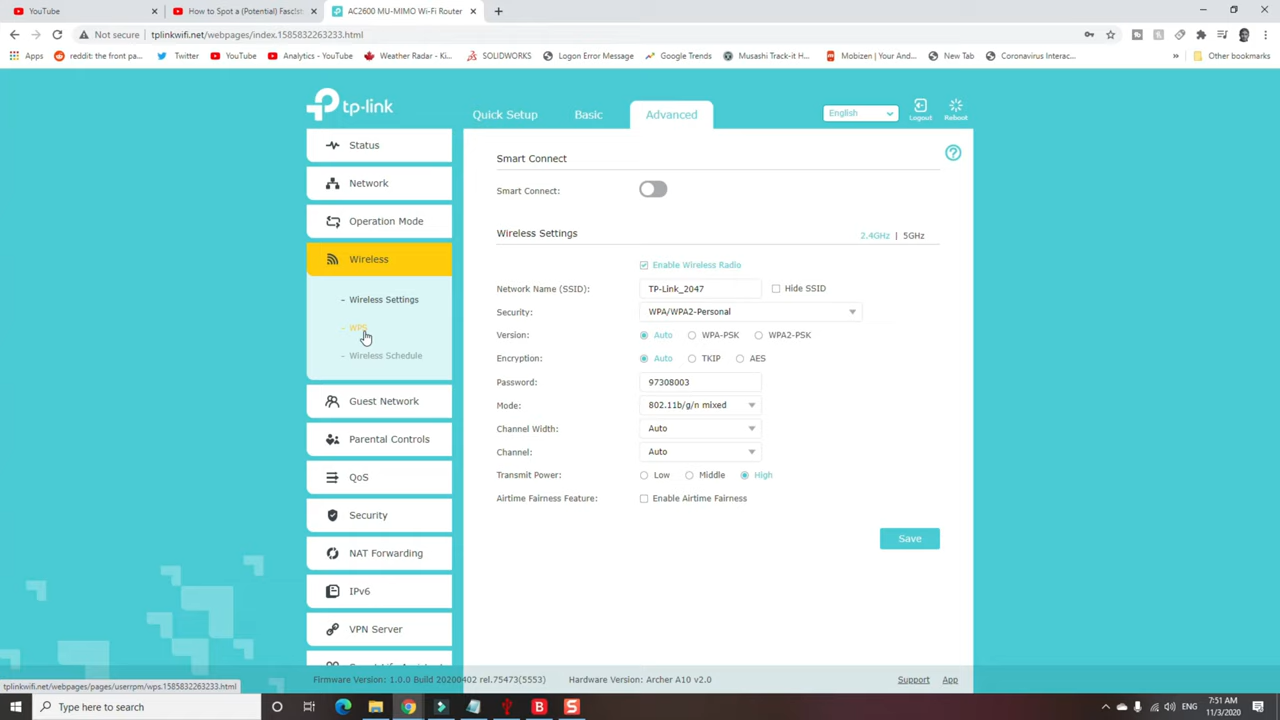 YouTube
How to Spot a (Potential) Fascist
AC2600 MU-MIMO Wi-Fi Router
Not secure
tplinkwifi.net/webpages/index.1585832263233.html
Apps
reddit: the front pa...
Twitter
YouTube
Analytics - YouTube
Weather Radar - Ki...
SOLIDWORKS
Logon Error Message
Google Trends
Musashi Track-it H...
Mobizen | Your And...
New Tab
Coronavirus Interac...
»
Other bookmarks
tp-link
Quick Setup
Basic
Advanced
English
Logout
Reboot
Status
Network
Operation Mode
Wireless
- Wireless Settings
- WPS
- Wireless Schedule
Guest Network
Parental Controls
QoS
Security
NAT Forwarding
IPv6
VPN Server
Smart Connect
Smart Connect:
Wireless Settings
2.4GHz | 5GHz
Enable Wireless Radio
Network Name (SSID): TP-Link_2047 Hide SSID
Security: WPA/WPA2-Personal
Version: Auto WPA-PSK WPA2-PSK
Encryption: Auto TKIP AES
Password: 97308003
Mode: 802.11b/g/n mixed
Channel Width: Auto
Channel: Auto
Transmit Power: Low Middle High
Airtime Fairness Feature: Enable Airtime Fairness
Save
Firmware Version: 1.0.0 Build 20200402 rel.75473(5553)
Hardware Version: Archer A10 v2.0
Support
App
tplinkwifi.net/webpages/pages/userrpm/wps.1585832263233.html
Type here to search
ENG
7:51 AM
11/3/2020